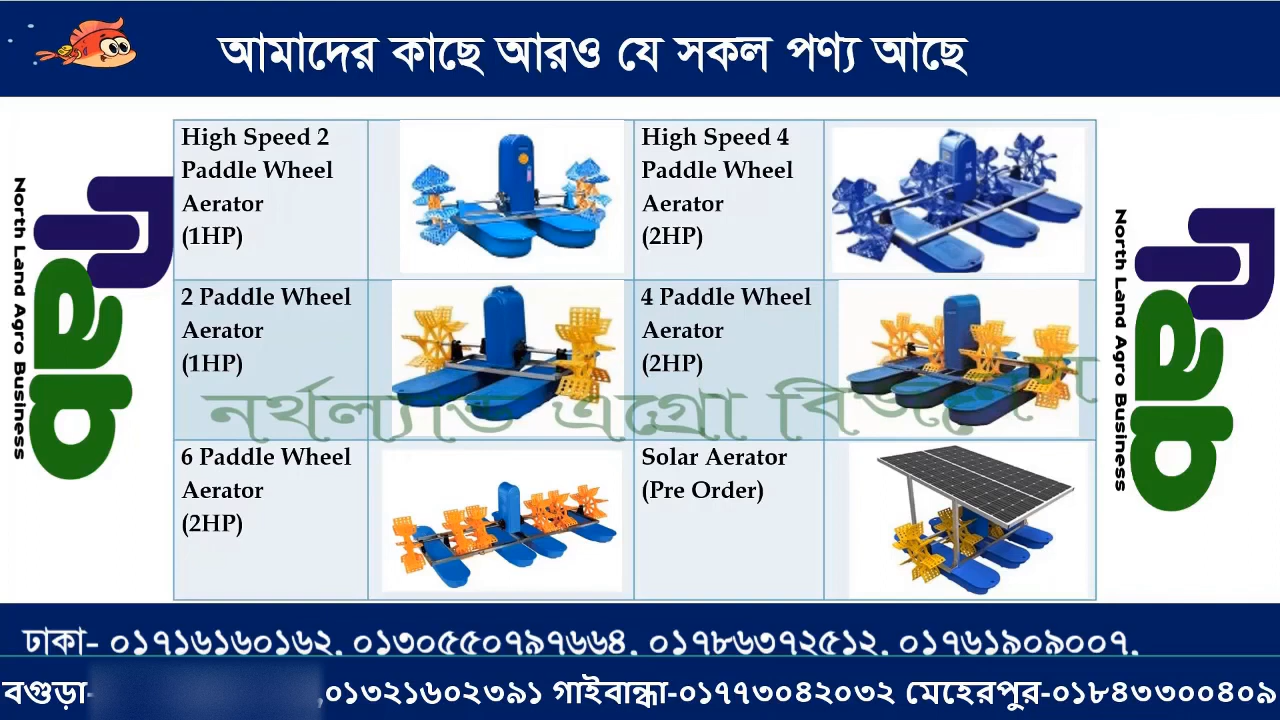 আমাদের কাছে আরও যে সকল পণ্য আছে
nab
North Land Agro Business
High Speed 2
Paddle Wheel
Aerator
(1HP)
High Speed 4
Paddle Wheel
Aerator
(2HP)
2 Paddle Wheel
Aerator
(1HP)
4 Paddle Wheel
Aerator
(2HP)
6 Paddle Wheel
Aerator
(2HP)
Solar Aerator
(Pre Order)
নর্থল্যান্ড এগ্রো বিজনেস
nab
North Land Agro Business
ঢাকা- ০১৭১৬১৬০১৬২, ০১৩০৫৫০৭৯৭৬৬৪, ০১৭৮৬৩৭২৫১২, ০১৭৬১৯০৯০০৭,
বগুড়া- ,০১৩২১৬০২৩৯১ গাইবান্ধা-০১৭৭৩০৪২০৩২ মেহেরপুর-০১৮৪৩৩০০৪০৯